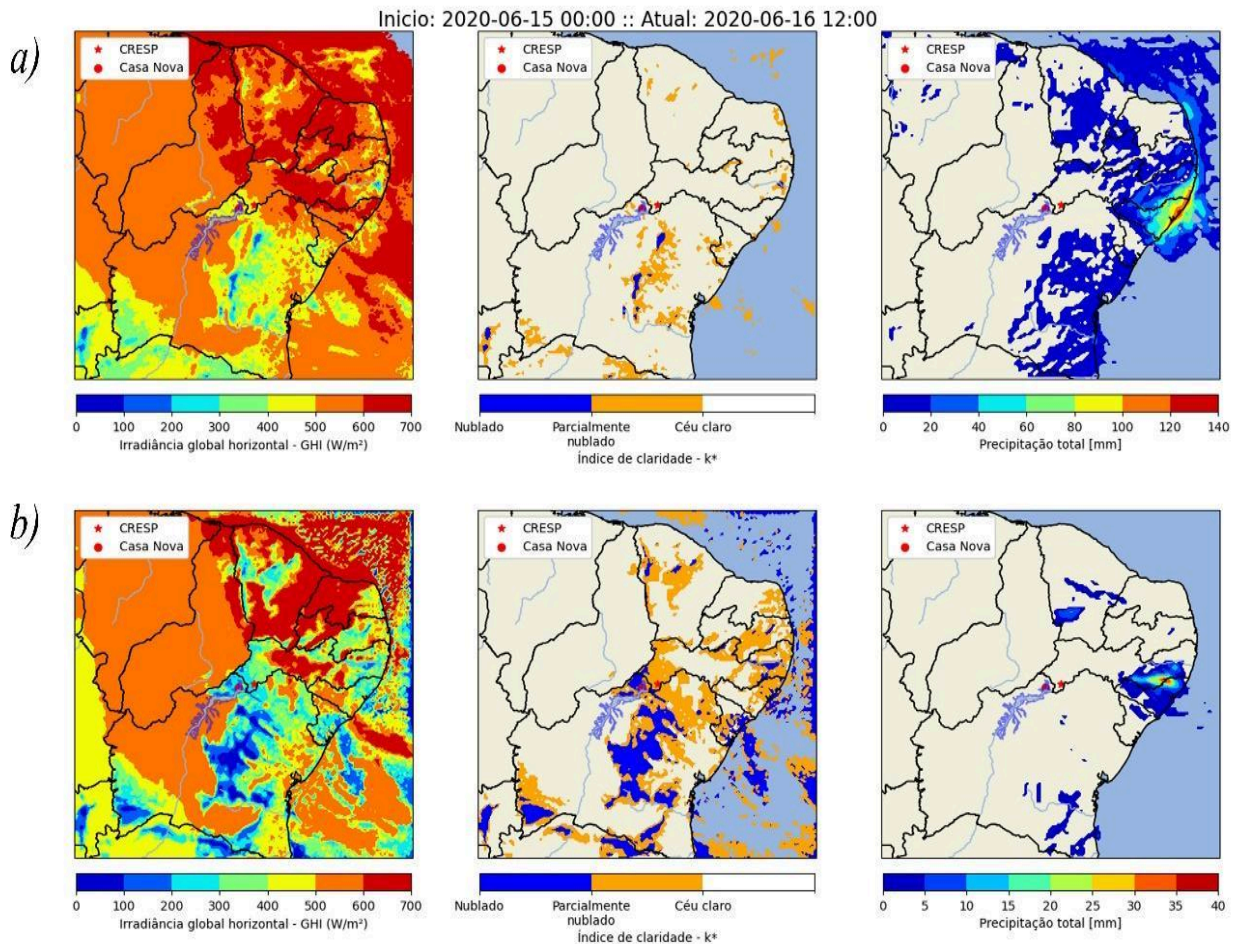 Inicio: 2020-06-15 00:00 :: Atual: 2020-06-16 12:00
a)
CRESP
Casa Nova
CRESP
Casa Nova
CRESP
Casa Nova
0 100 200 300 400 500 600 700
Irradiância global horizontal - GHI (W/m²)
Nublado Parcialmente nublado Céu claro
Índice de claridade - k*
0 20 40 60 80 100 120 140
Precipitação total [mm]
b)
CRESP
Casa Nova
CRESP
Casa Nova
CRESP
Casa Nova
0 100 200 300 400 500 600 700
Irradiância global horizontal - GHI (W/m²)
Nublado Parcialmente nublado Céu claro
Índice de claridade - k*
0 5 10 15 20 25 30 35 40
Precipitação total [mm]